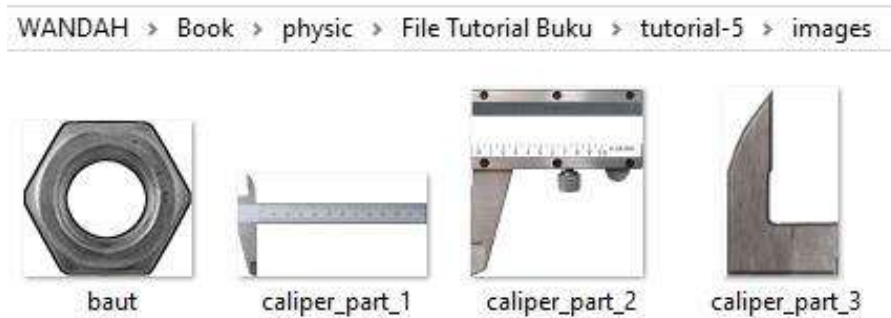 WANDAH > Book > physic > File Tutorial Buku > tutorial-5 > images
baut
caliper_part_1
caliper_part_2
caliper_part_3